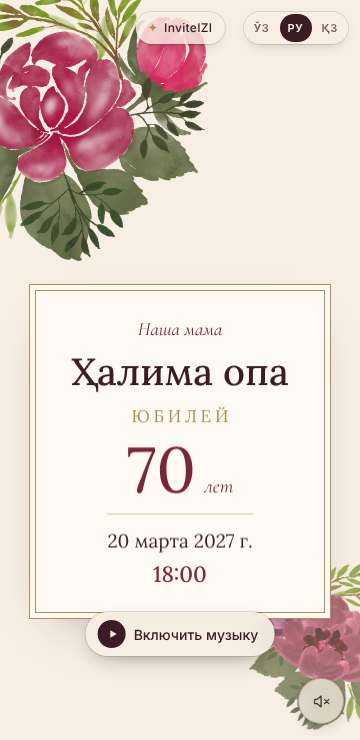 InviteIZI
ЎЗ РУ ҚЗ
Наша мама
Ҳалима опа
ЮБИЛЕЙ
70 лет
20 марта 2027 г.
18:00
Включить музыку